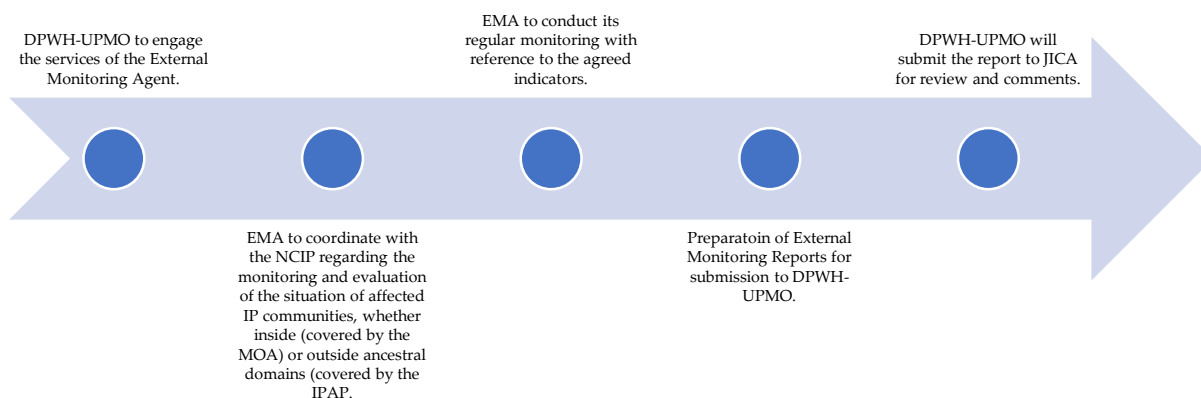 DPWH-UPMO to engage
the services of the External
Monitoring Agent.
EMA to coordinate with
the NCIP regarding the
monitoring and evaluation
of the situation of affected
IP communities, whether
inside (covered by the
MOA) or outside ancestral
domains (covered by the
IPAP.
EMA to conduct its
regular monitoring with
reference to the agreed
indicators.
Preparatoin of External
Monitoring Reports for
submission to DPWH-
UPMO.
DPWH-UPMO will
submit the report to JICA
for review and comments.